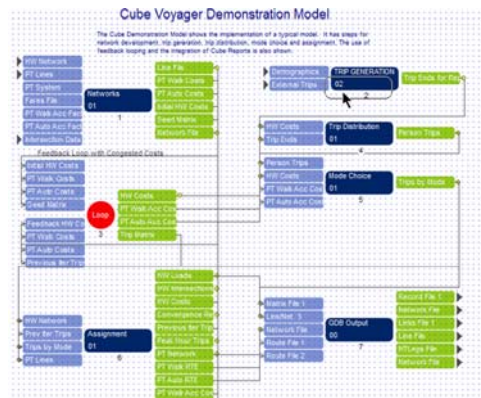 Cube Voyager Demonstration Model
The Cube Demonstration Model shows the implementation of a typical model. It has steps for
network development, trip generation, trip distribution, mode choice and assignment. The use of
feedback looping and the integration of Cube Reports is also shown.
HW Network
PT Lines
PT System
Fares File
PT Walk Acc Fact
PT Auto Acc Fact
Intersection Data
Networks
01
1
Line File
PT Walk Costs
PT Auto Costs
Initial HW Costs
Seed Matrix
Network File
Demographics
External Trips
TRIP GENERATION
02
2
Trip Ends for Rep
HW Costs
Trip Ends
Trip Distribution
01
4
Person Trips
Person Trips
HW Costs
PT Walk Acc Cos
PT Auto Acc Cos
Mode Choice
01
5
Trips by Mode
Feedback Loop with Congested Costs
Initial HW Costs
PT Walk Costs
PT Auto Costs
Seed Matrix
Feedback HW Co
PT Walk Costs
PT Auto Costs
Previous Iter Trips
Loop
3
HW Costs
PT Walk Acc Cos
PT Auto Acc Cos
Trip Matrix
HW Network
Prev Iter Trips
Trips by Mode
PT Lines
Assignment
01
6
HW Loads
HW Intersections
HW Costs
Convergence Re
Previous Iter Trip
Peak Hour Trips
PT Network
PT Walk RTE
PT Auto RTE
PT Walk Acc Cos
Matrix File 1
Link/Net. 3
Network File
Route File 1
Route File 2
GDB Output
00
7
Record File 1
Network File
Links File 1
Line File
NTLegs File
Network File